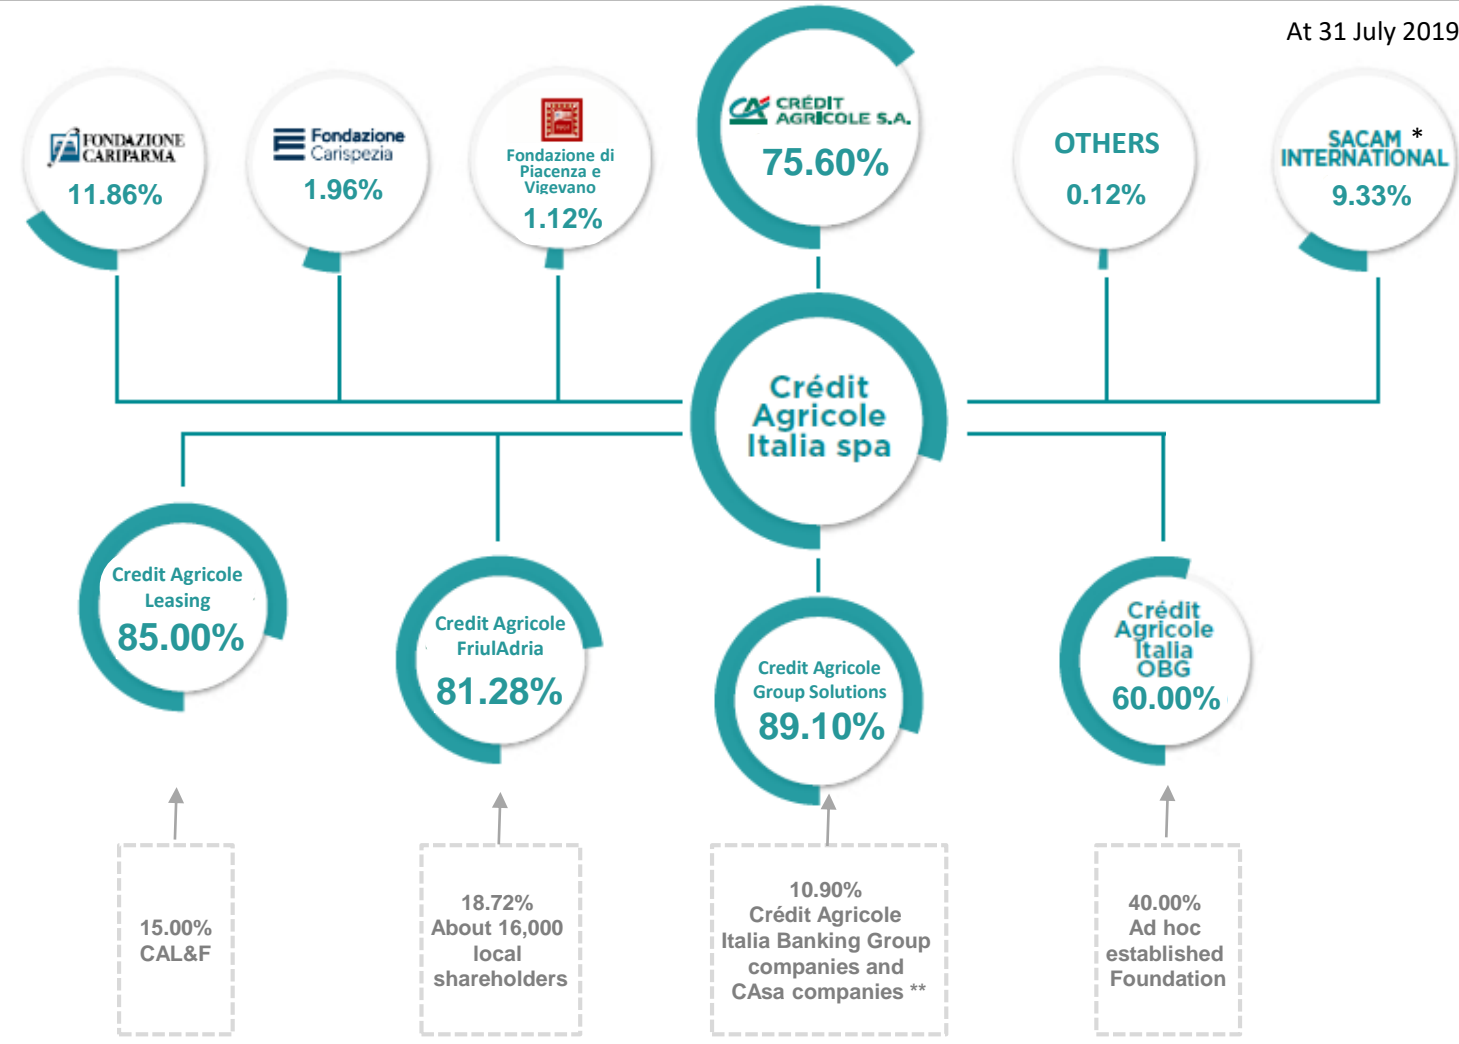 At 31 July 2019
FONDAZIONE
CARIPARMA
11.86%
Fondazione
Carispezia
1.96%
Fondazione di
Piacenza e
Vigevano
1.12%
CA CRÉDIT
AGRICOLE S.A.
75.60%
OTHERS
0.12%
SACAM *
INTERNATIONAL
9.33%
Crédit
Agricole
Italia spa
Credit Agricole
Leasing
85.00%
Credit Agricole
FriulAdria
81.28%
Credit Agricole
Group Solutions
89.10%
Crédit
Agricole
Italia
OBG
60.00%
15.00%
CAL&F
18.72%
About 16,000
local
shareholders
10.90%
Crédit Agricole
Italia Banking Group
companies and
CAsa companies **
40.00%
Ad hoc
established
Foundation